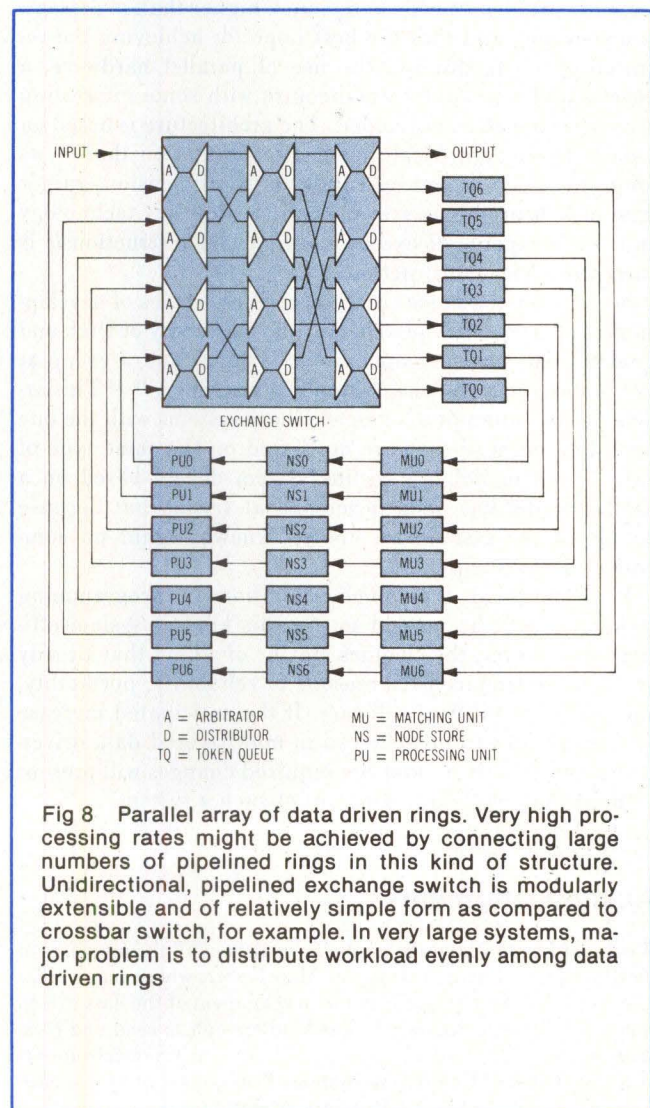 INPUT
OUTPUT
A D A D A D
A D A D A D
A D A D A D
A D A D A D
TQ6
TQ5
TQ4
TQ3
TQ2
TQ1
TQ0
EXCHANGE SWITCH
PU0 NS0 MU0
PU1 NS1 MU1
PU2 NS2 MU2
PU3 NS3 MU3
PU4 NS4 MU4
PU5 NS5 MU5
PU6 NS6 MU6
A = ARBITRATOR MU = MATCHING UNIT
D = DISTRIBUTOR NS = NODE STORE
TQ = TOKEN QUEUE PU = PROCESSING UNIT
Fig 8 Parallel array of data driven rings. Very high pro-
cessing rates might be achieved by connecting large
numbers of pipelined rings in this kind of structure.
Unidirectional, pipelined exchange switch is modularly
extensible and of relatively simple form as compared to
crossbar switch, for example. In very large systems, ma-
jor problem is to distribute workload evenly among data
driven rings